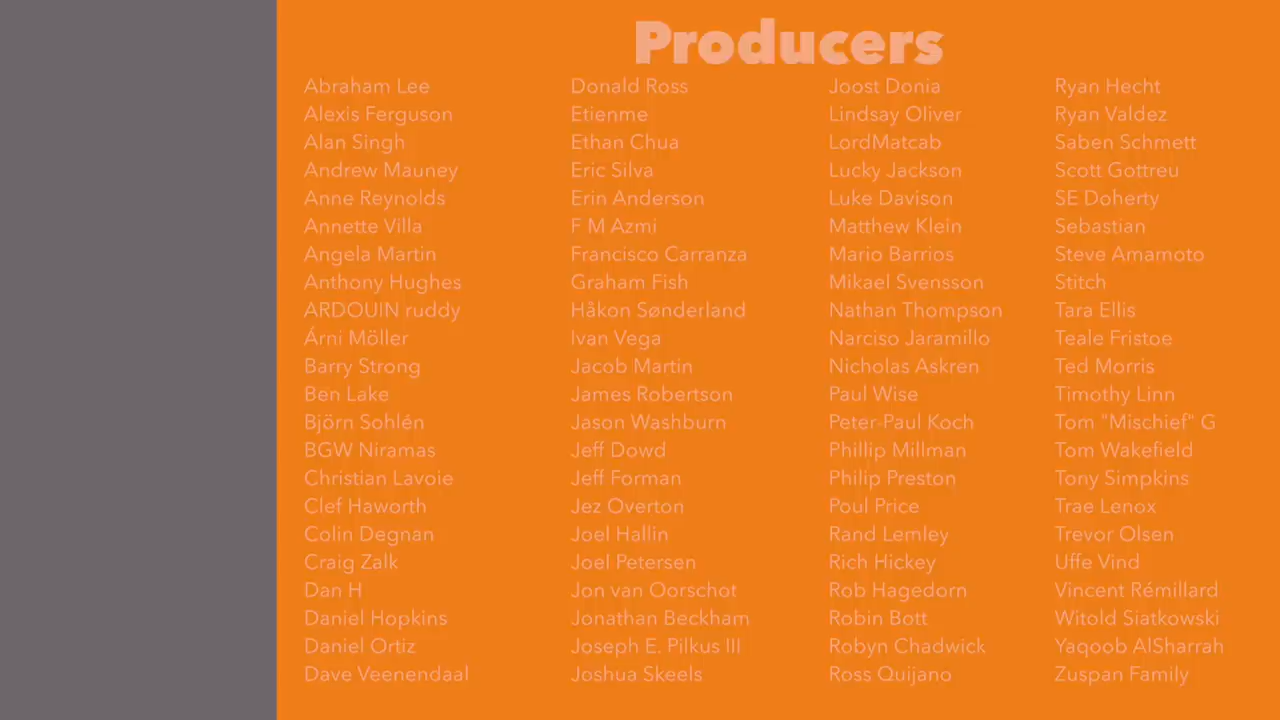 Producers
Abraham Lee
Alexis Ferguson
Alan Singh
Andrew Mauney
Anne Reynolds
Annette Villa
Angela Martin
Anthony Hughes
ARDOUIN ruddy
Árni Möller
Barry Strong
Ben Lake
Björn Sohlén
BGW Niramas
Christian Lavoie
Clef Haworth
Colin Degnan
Craig Zalk
Dan H
Daniel Hopkins
Daniel Ortiz
Dave Veenendaal
Donald Ross
Etienme
Ethan Chua
Eric Silva
Erin Anderson
F M Azmi
Francisco Carranza
Graham Fish
Håkon Sønderland
Ivan Vega
Jacob Martin
James Robertson
Jason Washburn
Jeff Dowd
Jeff Forman
Jez Overton
Joel Hallin
Joel Petersen
Jon van Oorschot
Jonathan Beckham
Joseph E. Pilkus III
Joshua Skeels
Joost Donia
Lindsay Oliver
LordMatcab
Lucky Jackson
Luke Davison
Matthew Klein
Mario Barrios
Mikael Svensson
Nathan Thompson
Narciso Jaramillo
Nicholas Askren
Paul Wise
Peter-Paul Koch
Phillip Millman
Philip Preston
Poul Price
Rand Lemley
Rich Hickey
Rob Hagedorn
Robin Bott
Robyn Chadwick
Ross Quijano
Ryan Hecht
Ryan Valdez
Saben Schmett
Scott Gottreu
SE Doherty
Sebastian
Steve Amamoto
Stitch
Tara Ellis
Teale Fristoe
Ted Morris
Timothy Linn
Tom "Mischief" G
Tom Wakefield
Tony Simpkins
Trae Lenox
Trevor Olsen
Uffe Vind
Vincent Rémillard
Witold Siatkowski
Yaqoob AlSharrah
Zuspan Family